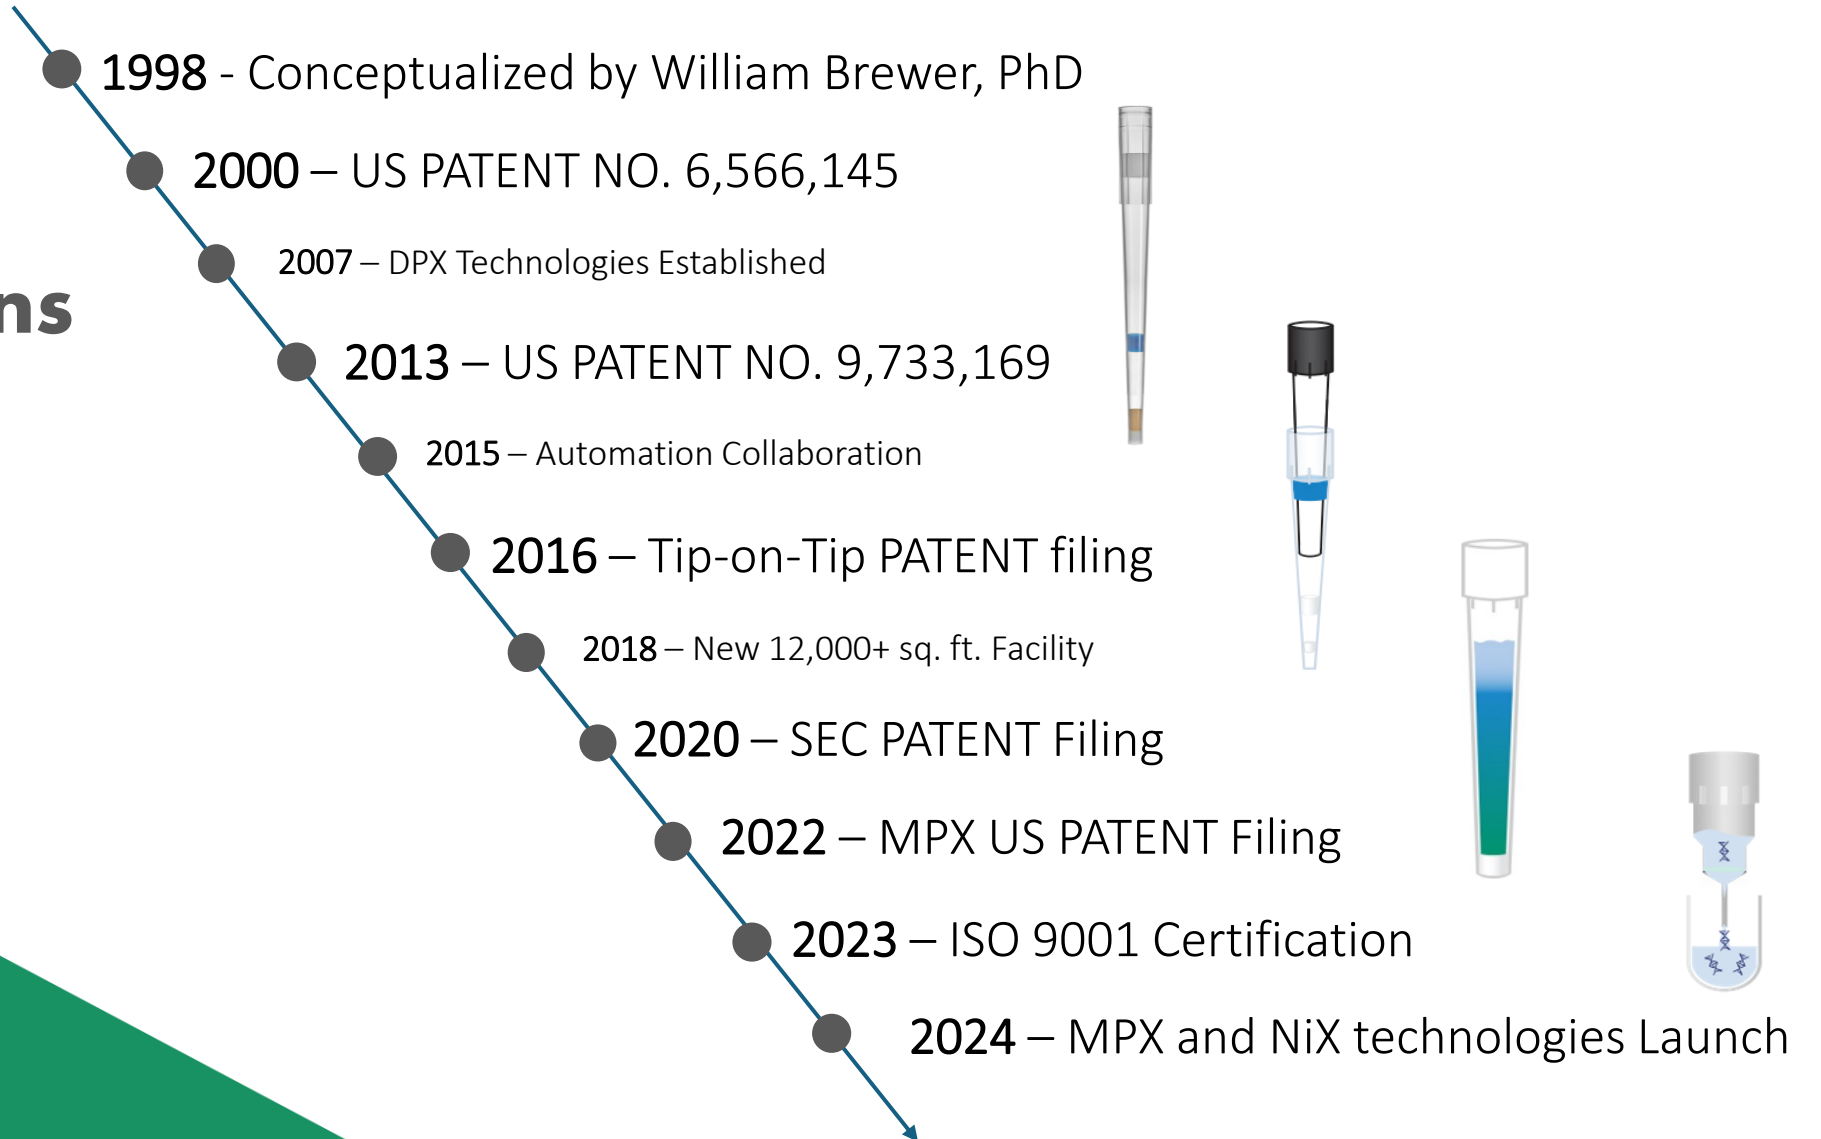 1998 - Conceptualized by William Brewer, PhD
2000 – US PATENT NO. 6,566,145
2007 – DPX Technologies Established
ns
2013 – US PATENT NO. 9,733,169
2015 – Automation Collaboration
2016 – Tip-on-Tip PATENT filing
2018 – New 12,000+ sq. ft. Facility
2020 – SEC PATENT Filing
2022 – MPX US PATENT Filing
2023 – ISO 9001 Certification
2024 – MPX and NiX technologies Launch